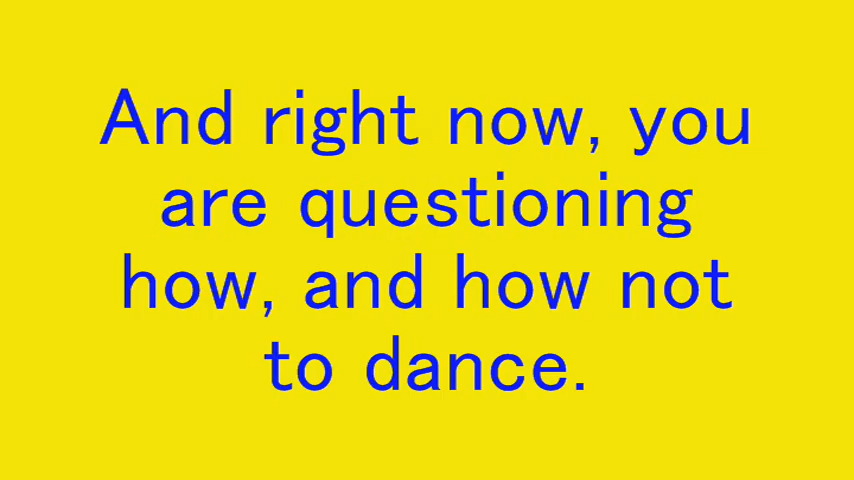 And right now, you
are questioning
how, and how not
to dance.